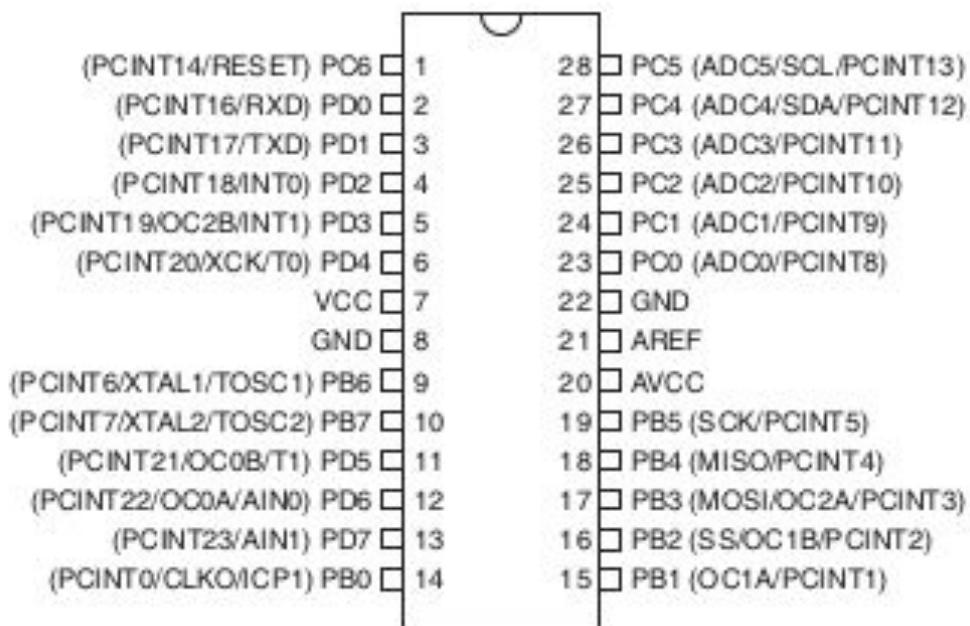 (PCINT14/RESET) PC6 1 28 PC5 (ADC5/SCL/PCINT13)
(PCINT16/RXD) PD0 2 27 PC4 (ADC4/SDA/PCINT12)
(PCINT17/TXD) PD1 3 26 PC3 (ADC3/PCINT11)
(PCINT18/INT0) PD2 4 25 PC2 (ADC2/PCINT10)
(PCINT19/OC2B/INT1) PD3 5 24 PC1 (ADC1/PCINT9)
(PCINT20/XCK/T0) PD4 6 23 PC0 (ADC0/PCINT8)
VCC 7 22 GND
GND 8 21 AREF
(PCINT6/XTAL1/TOSC1) PB6 9 20 AVCC
(PCINT7/XTAL2/TOSC2) PB7 10 19 PB5 (SCK/PCINT5)
(PCINT21/OC0B/T1) PD5 11 18 PB4 (MISO/PCINT4)
(PCINT22/OC0A/AIN0) PD6 12 17 PB3 (MOSI/OC2A/PCINT3)
(PCINT23/AIN1) PD7 13 16 PB2 (SS/OC1B/PCINT2)
(PCINT0/CLKO/ICP1) PB0 14 15 PB1 (OC1A/PCINT1)